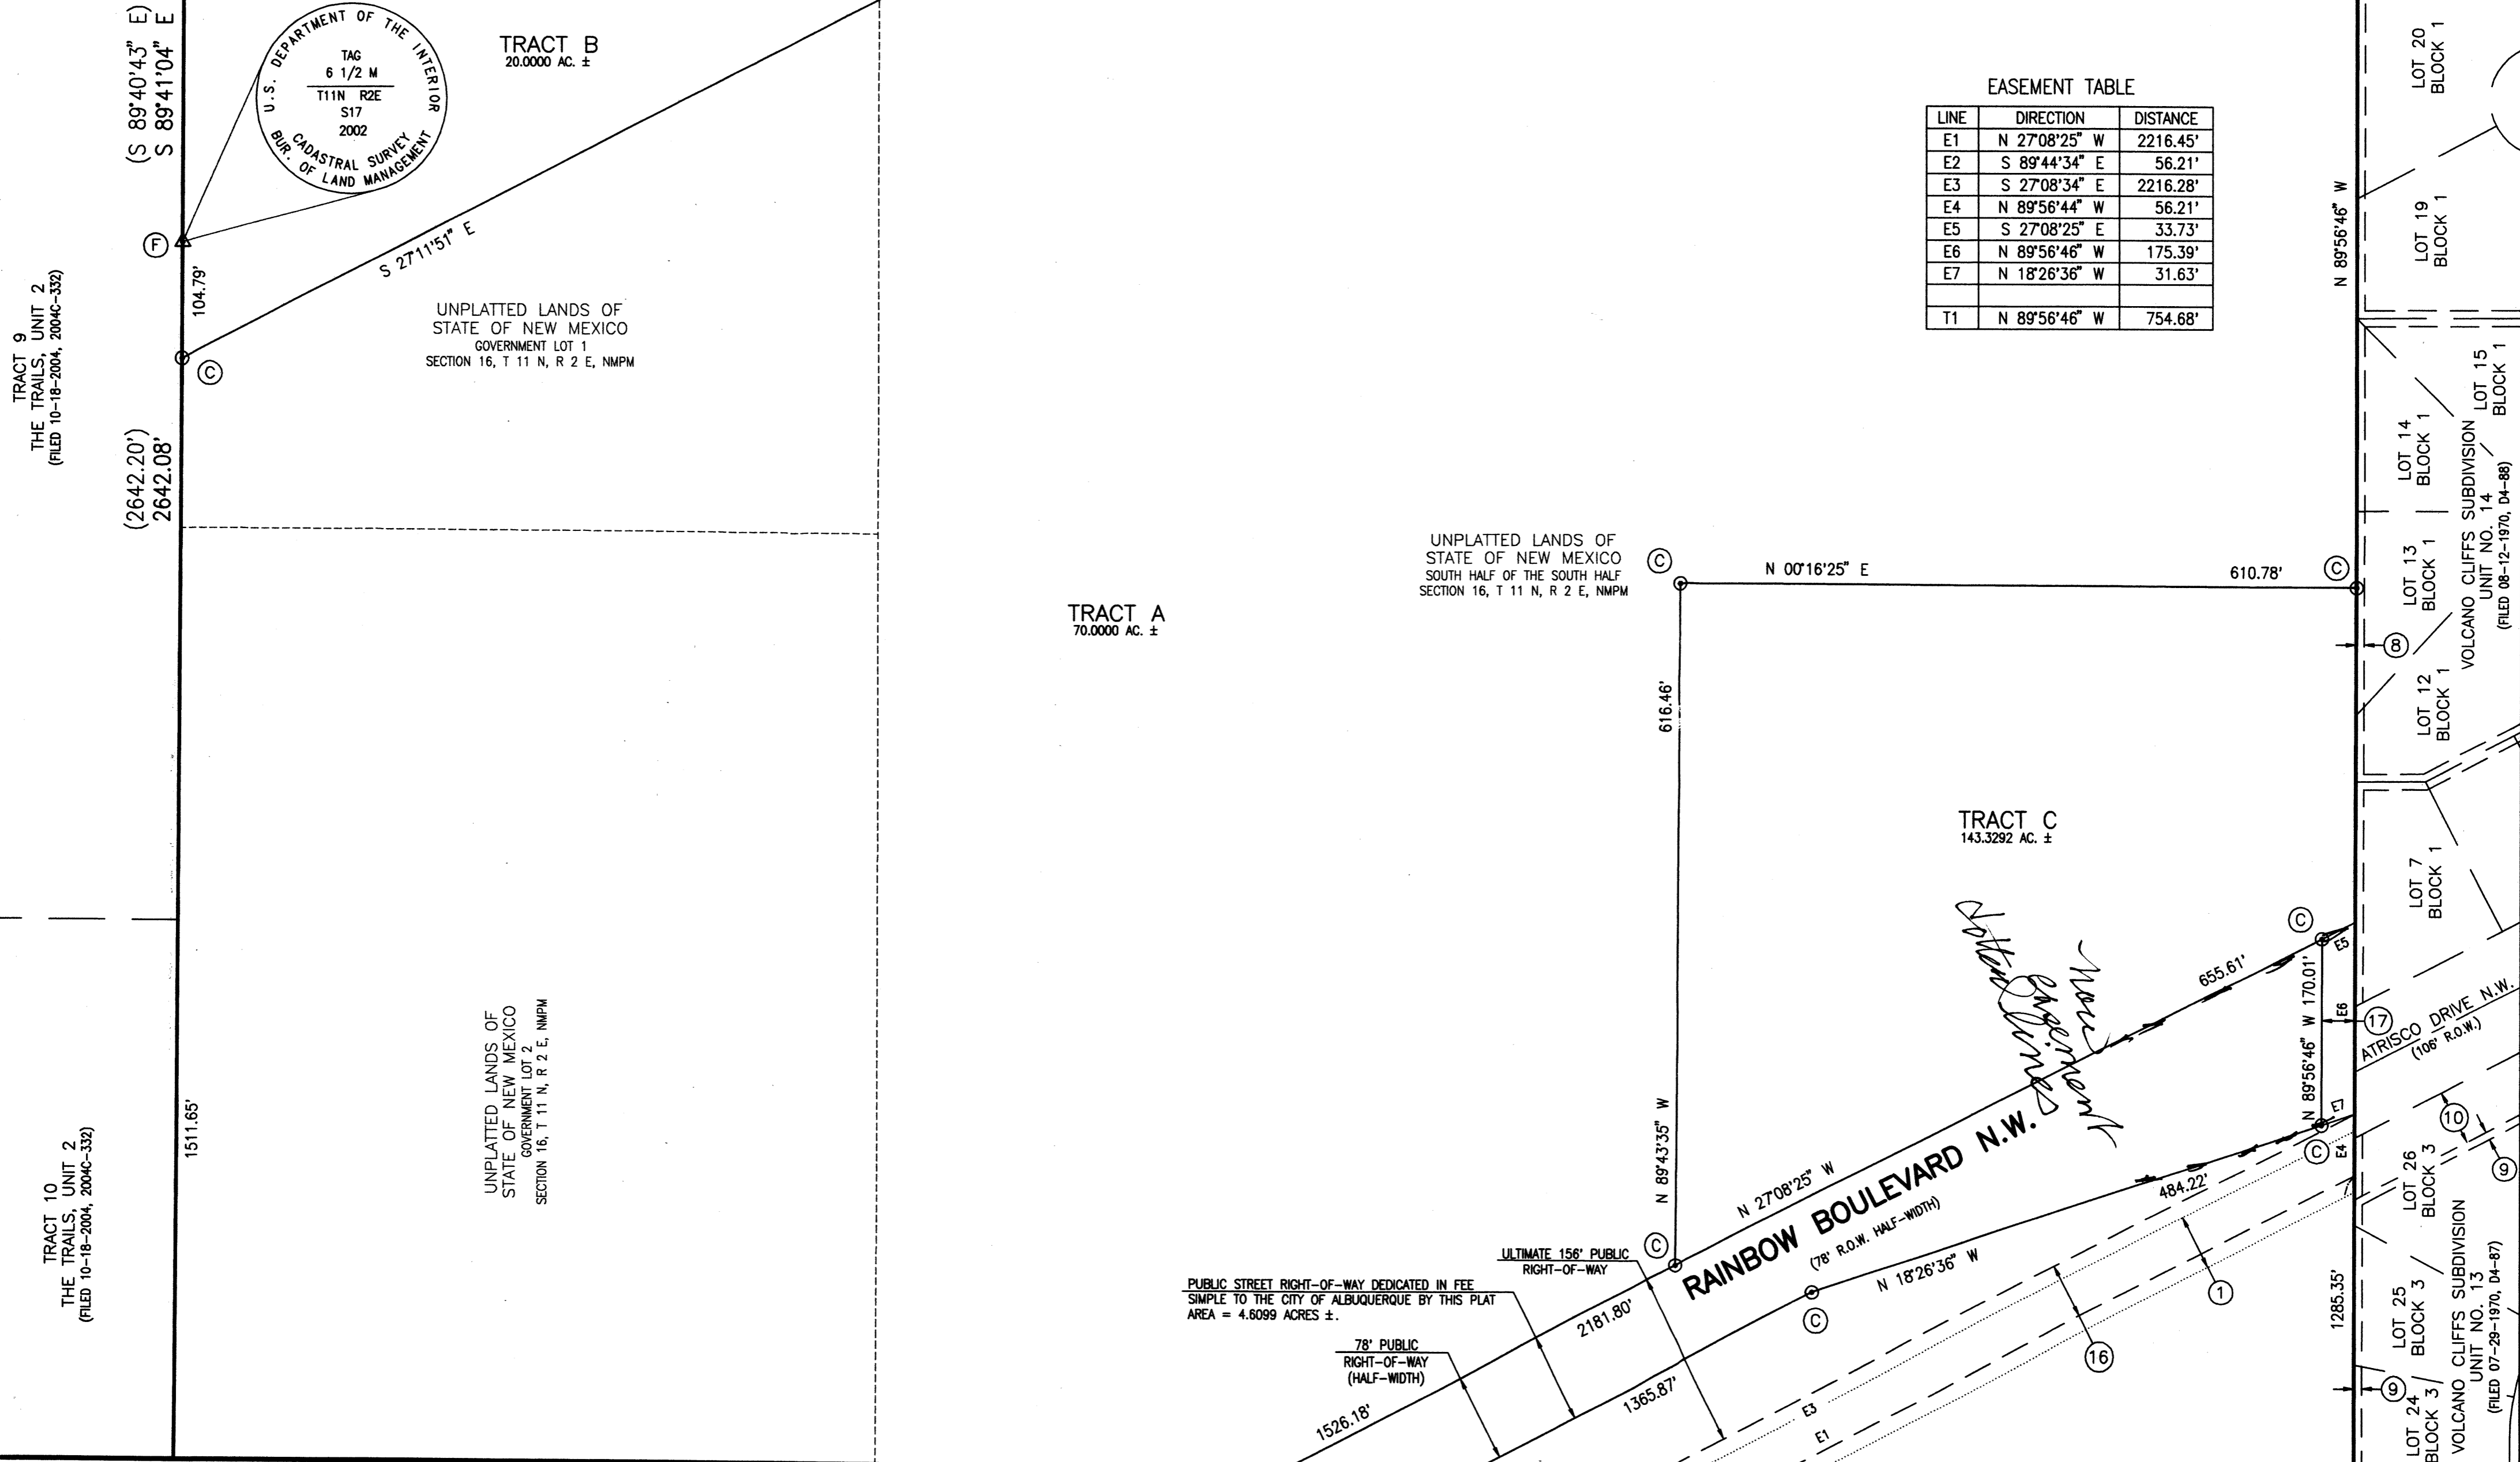 (S 89°40'43" E)
S 89°41'04" E
U.S. DEPARTMENT OF THE INTERIOR
TAG
6 1/2 M
T11N R2E
S17
2002
CADASTRAL SURVEY
BUR. OF LAND MANAGEMENT
TRACT B
20.0000 AC. ±
F
104.79'
S 27°11'51" E
C
TRACT 9
THE TRAILS, UNIT 2
(FILED 10-18-2004, 2004C-332)
(2642.20')
2642.08'
UNPLATTED LANDS OF
STATE OF NEW MEXICO
GOVERNMENT LOT 1
SECTION 16, T 11 N, R 2 E, NMPM
TRACT 10
THE TRAILS, UNIT 2
(FILED 10-18-2004, 2004C-332)
1511.65'
UNPLATTED LANDS OF
STATE OF NEW MEXICO
GOVERNMENT LOT 2
SECTION 16, T 11 N, R 2 E, NMPM
TRACT A
70.0000 AC. ±
UNPLATTED LANDS OF
STATE OF NEW MEXICO
SOUTH HALF OF THE SOUTH HALF
SECTION 16, T 11 N, R 2 E, NMPM
EASEMENT TABLE
LINE DIRECTION DISTANCE
E1 N 27°08'25" W 2216.45'
E2 S 89°44'34" E 56.21'
E3 S 27°08'34" E 2216.28'
E4 N 89°56'44" W 56.21'
E5 S 27°08'25" E 33.73'
E6 N 89°56'46" W 175.39'
E7 N 18°26'36" W 31.63'
T1 N 89°56'46" W 754.68'
N 89°56'46" W
C
N 00°16'25" E
610.78'
C
616.46'
N 89°43'35" W
C
TRACT C
143.3292 AC. ±
New
Easement
Dotted Line
655.61'
C
E5
N 89°56'46" W 170.01'
E6
17
E7
C
E4
N 27°08'25" W
RAINBOW BOULEVARD N.W.
(78' R.O.W. HALF-WIDTH)
484.22'
N 18°26'36" W
C
1
16
ULTIMATE 156' PUBLIC
RIGHT-OF-WAY
PUBLIC STREET RIGHT-OF-WAY DEDICATED IN FEE
SIMPLE TO THE CITY OF ALBUQUERQUE BY THIS PLAT
AREA = 4.6099 ACRES ±.
78' PUBLIC
RIGHT-OF-WAY
(HALF-WIDTH)
2181.80'
1526.18'
1365.87'
E3
E1
1285.35'
LOT 20
BLOCK 1
LOT 19
BLOCK 1
LOT 15
BLOCK 1
LOT 14
BLOCK 1
LOT 13
BLOCK 1
VOLCANO CLIFFS SUBDIVISION
UNIT NO. 14
(FILED 08-12-1970, D4-88)
8
LOT 12
BLOCK 1
LOT 7
BLOCK 1
ATRISCO DRIVE N.W.
(106' R.O.W.)
10
9
LOT 26
BLOCK 3
LOT 25
BLOCK 3
VOLCANO CLIFFS SUBDIVISION
UNIT NO. 13
(FILED 07-29-1970, D4-87)
9
LOT 24
BLOCK 3